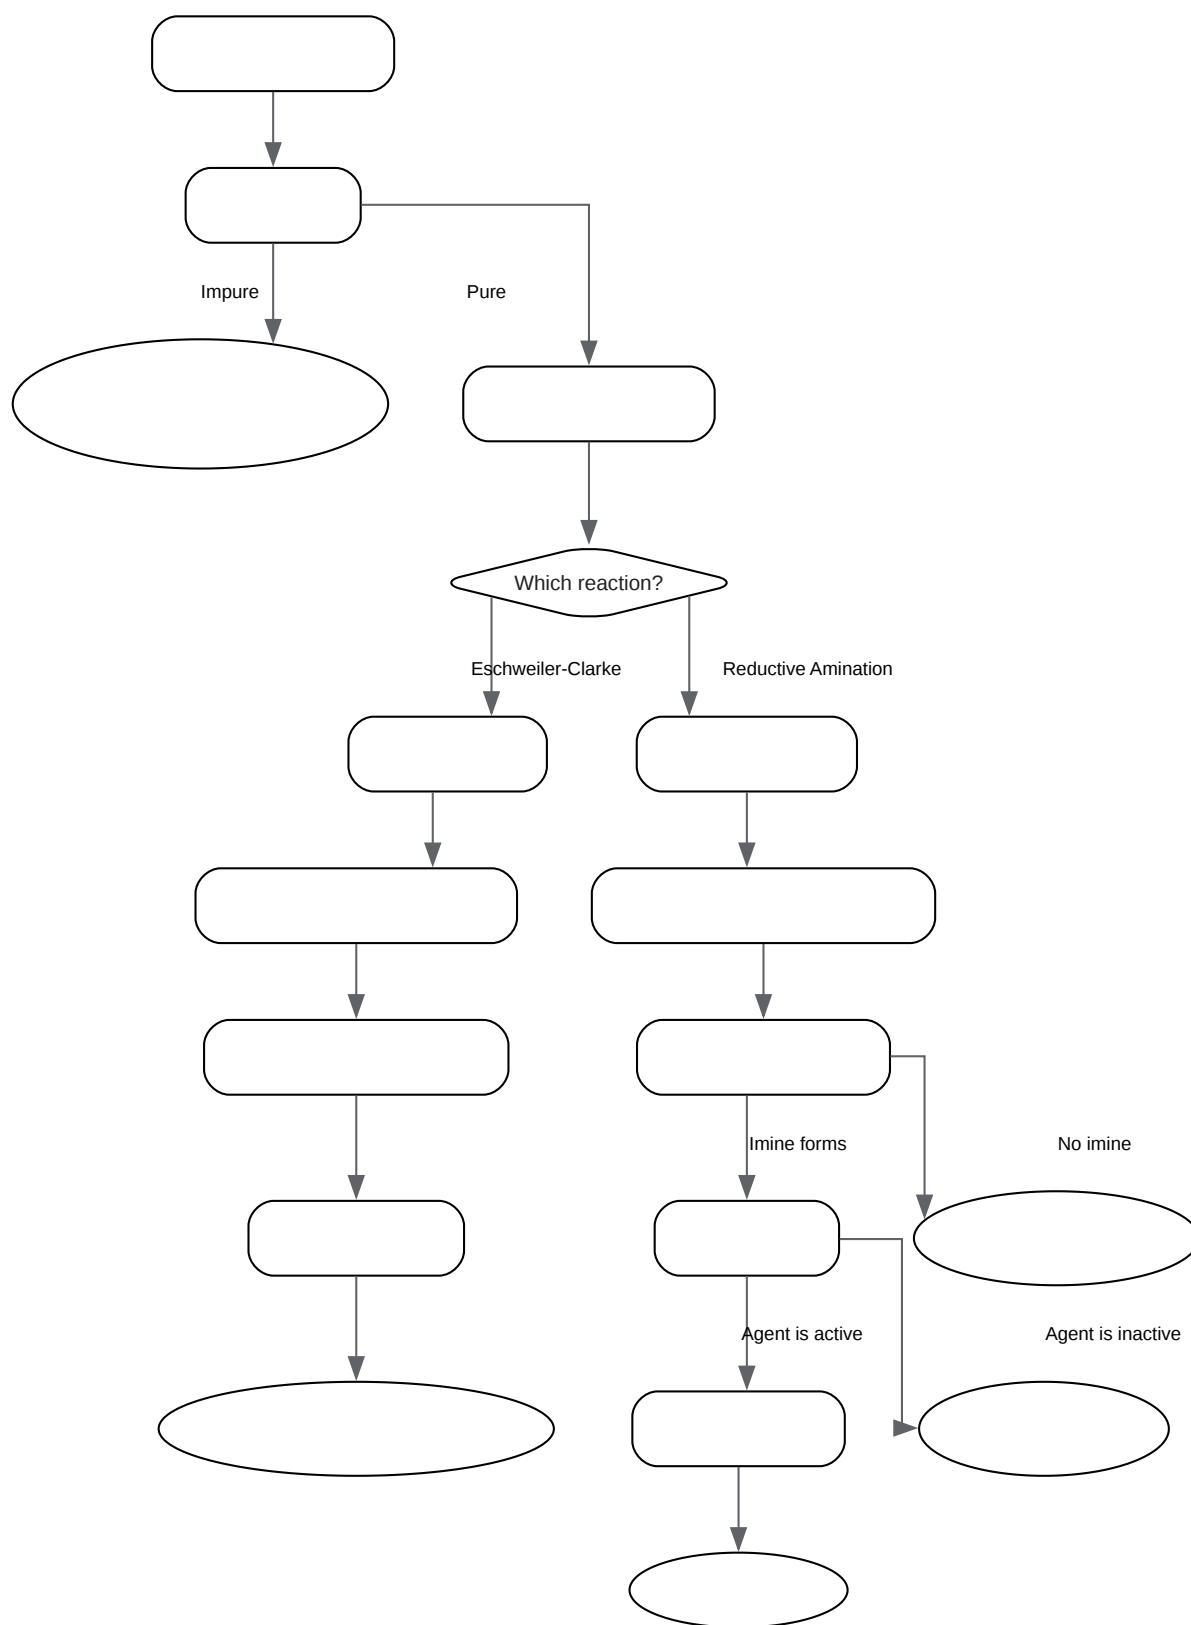 Impure
Pure
Which reaction?
Eschweiler-Clarke
Reductive Amination
Imine forms
No imine
Agent is active
Agent is inactive